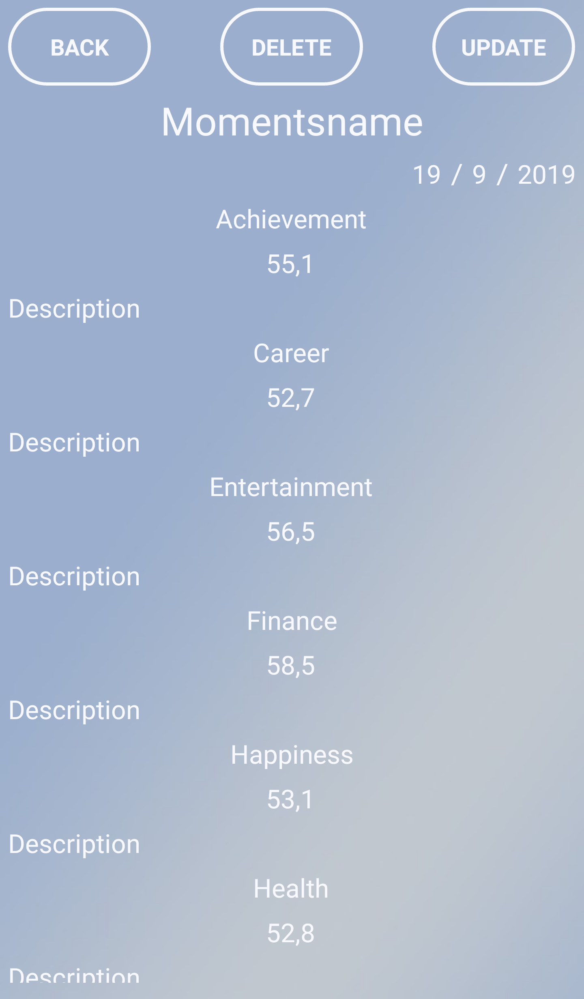 BACK DELETE UPDATE
Momentsname
19 / 9 / 2019
Achievement
55,1
Description
Career
52,7
Description
Entertainment
56,5
Description
Finance
58,5
Description
Happiness
53,1
Description
Health
52,8
Description